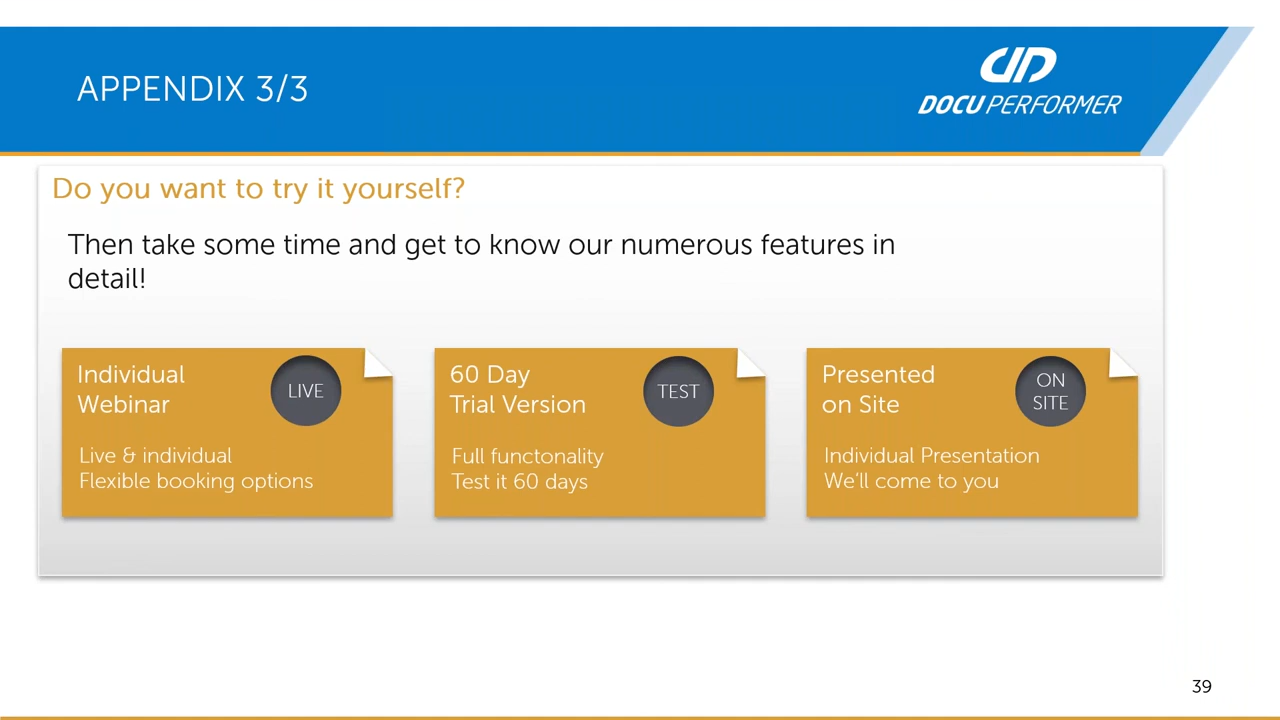 APPENDIX 3/3
DOCU PERFORMER
Do you want to try it yourself?
Then take some time and get to know our numerous features in
detail!
Individual
Webinar
LIVE
Live & individual
Flexible booking options
60 Day
Trial Version
TEST
Full functonality
Test it 60 days
Presented
on Site
ON
SITE
Individual Presentation
We'll come to you
39